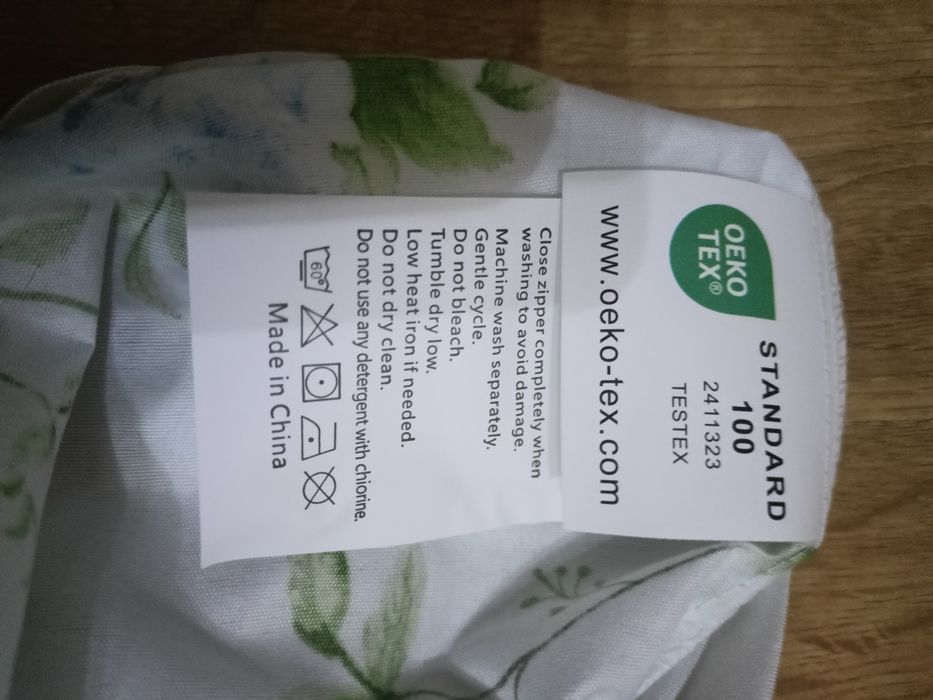 OEKO
TEX®
STANDARD
100
2411323
TESTEX
www.oeko-tex.com
Close zipper completely when
washing to avoid damage.
Machine wash separately.
Gentle cycle.
Do not bleach.
Tumble dry low.
Low heat iron if needed.
Do not dry clean.
Do not use any detergent with chlorine.
60°
Made in China